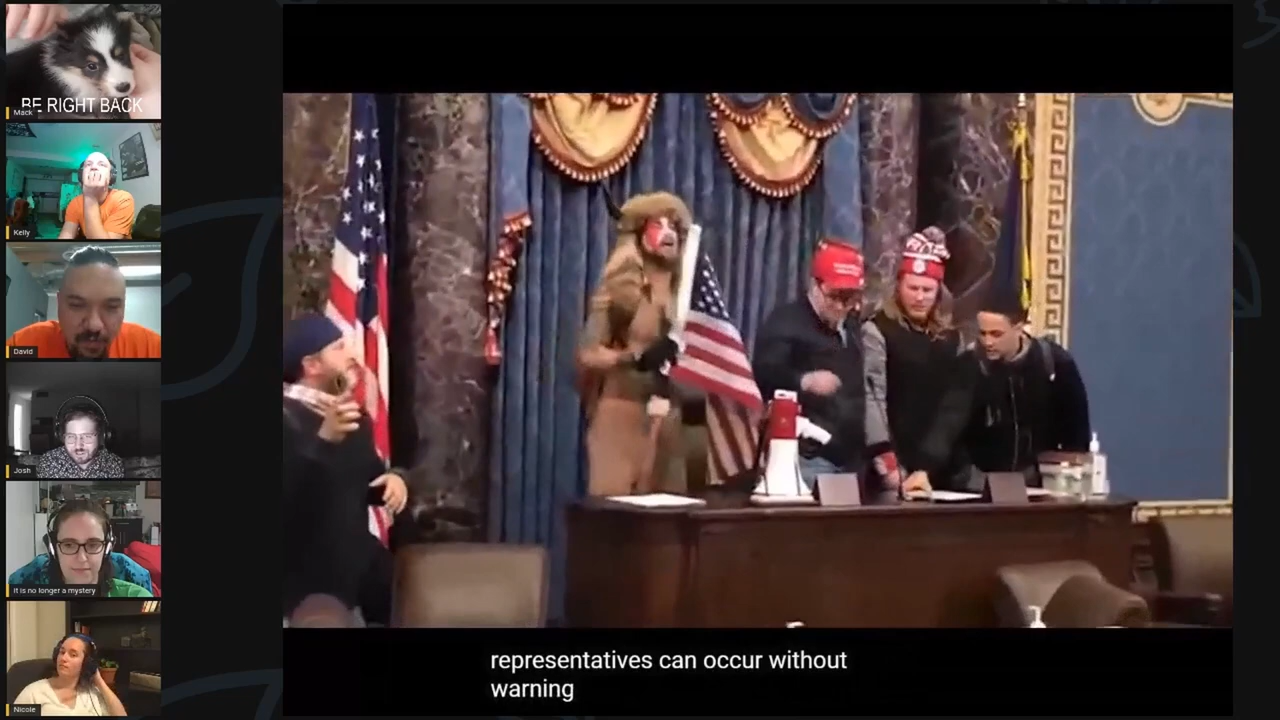 BE RIGHT BACK
Mack
Kelly
David
Josh
it is no longer a mystery
Nicole
representatives can occur without
warning